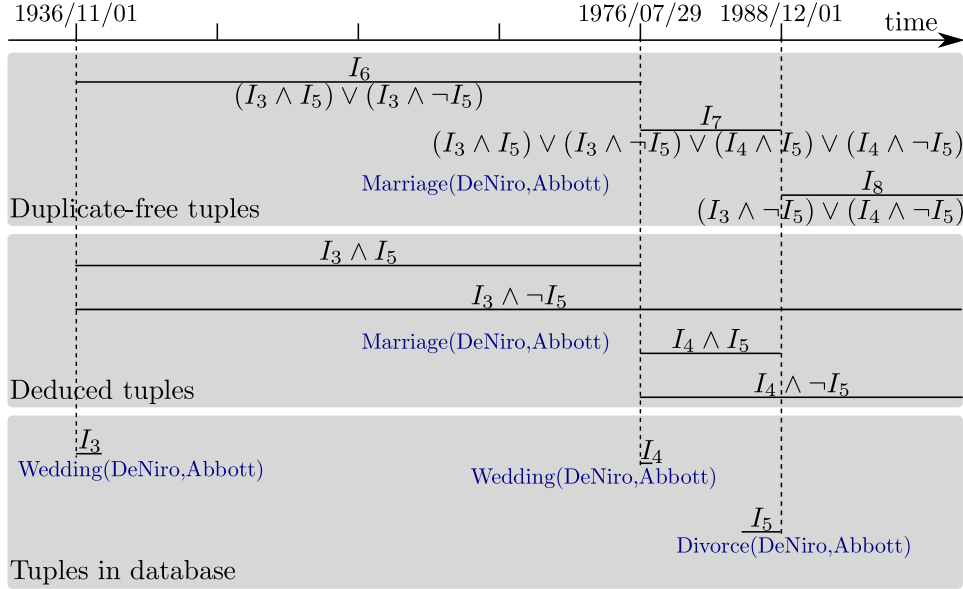 1936/11/01 1976/07/29 1988/12/01
time
I₆
(I₃ ∧ I₅) ∨ (I₃ ∧ ¬I₅)
I₇
(I₃ ∧ I₅) ∨ (I₃ ∧ ¬I₅) ∨ (I₄ ∧ I₅) ∨ (I₄ ∧ ¬I₅)
Marriage(DeNiro,Abbott)
I₈
(I₃ ∧ ¬I₅) ∨ (I₄ ∧ ¬I₅)
Duplicate-free tuples
I₃ ∧ I₅
I₃ ∧ ¬I₅
Marriage(DeNiro,Abbott)
I₄ ∧ I₅
I₄ ∧ ¬I₅
Deduced tuples
I₃
Wedding(DeNiro,Abbott)
I₄
Wedding(DeNiro,Abbott)
I₅
Divorce(DeNiro,Abbott)
Tuples in database